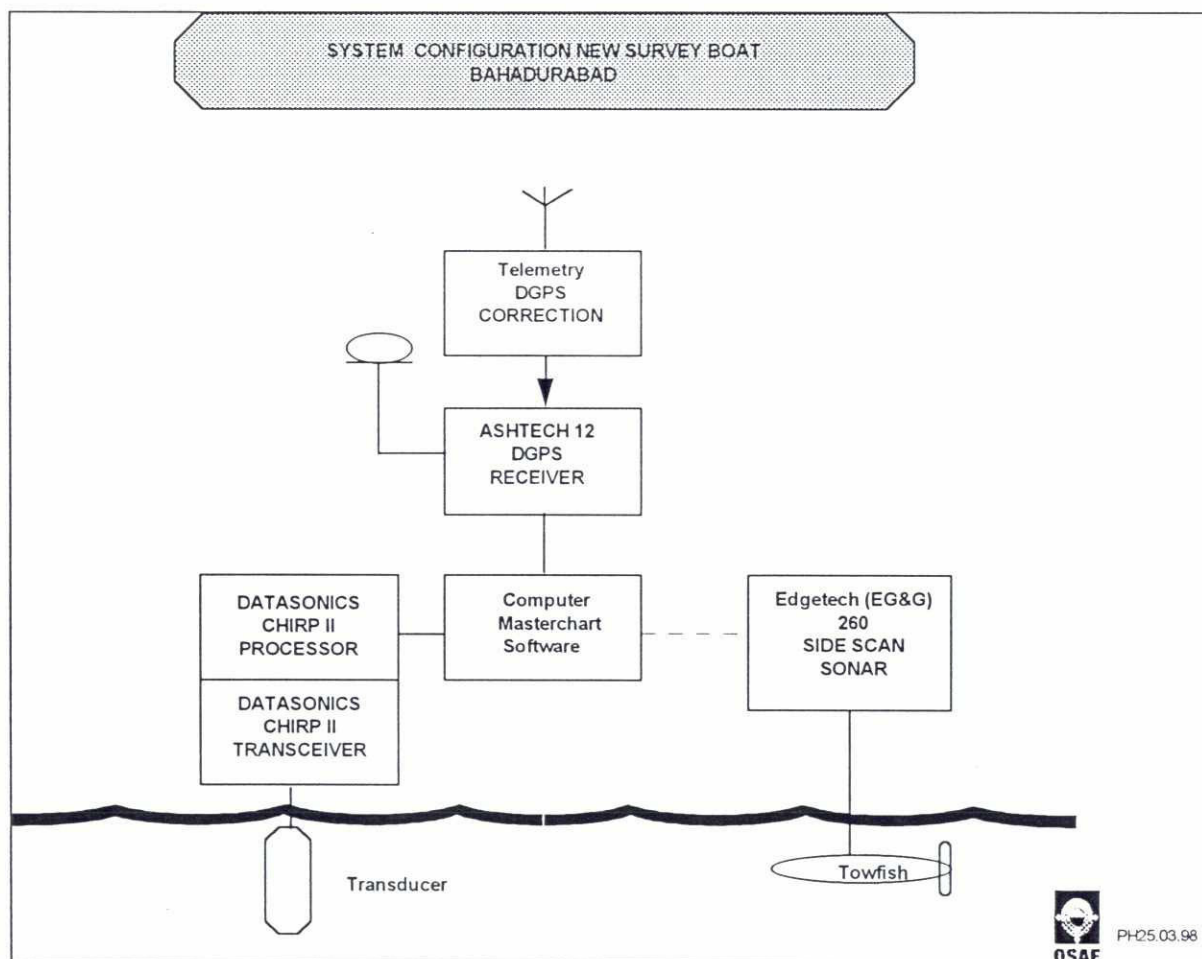 SYSTEM CONFIGURATION NEW SURVEY BOAT
BAHADURABAD
Telemetry
DGPS
CORRECTION
ASHTECH 12
DGPS
RECEIVER
DATASONICS
CHIRP II
PROCESSOR
Computer
Masterchart
Software
Edgetech (EG&G)
260
SIDE SCAN
SONAR
DATASONICS
CHIRP II
TRANSCEIVER
Transducer
Towfish
PH25.03.98
OSAE